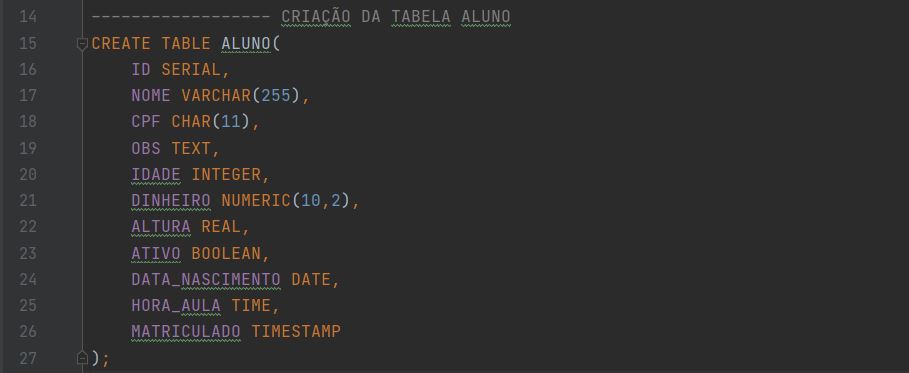 14 ------------------ CRIAÇÃO DA TABELA ALUNO
15 CREATE TABLE ALUNO(
16 ID SERIAL,
17 NOME VARCHAR(255),
18 CPF CHAR(11),
19 OBS TEXT,
20 IDADE INTEGER,
21 DINHEIRO NUMERIC(10,2),
22 ALTURA REAL,
23 ATIVO BOOLEAN,
24 DATA_NASCIMENTO DATE,
25 HORA_AULA TIME,
26 MATRICULADO TIMESTAMP
27 );